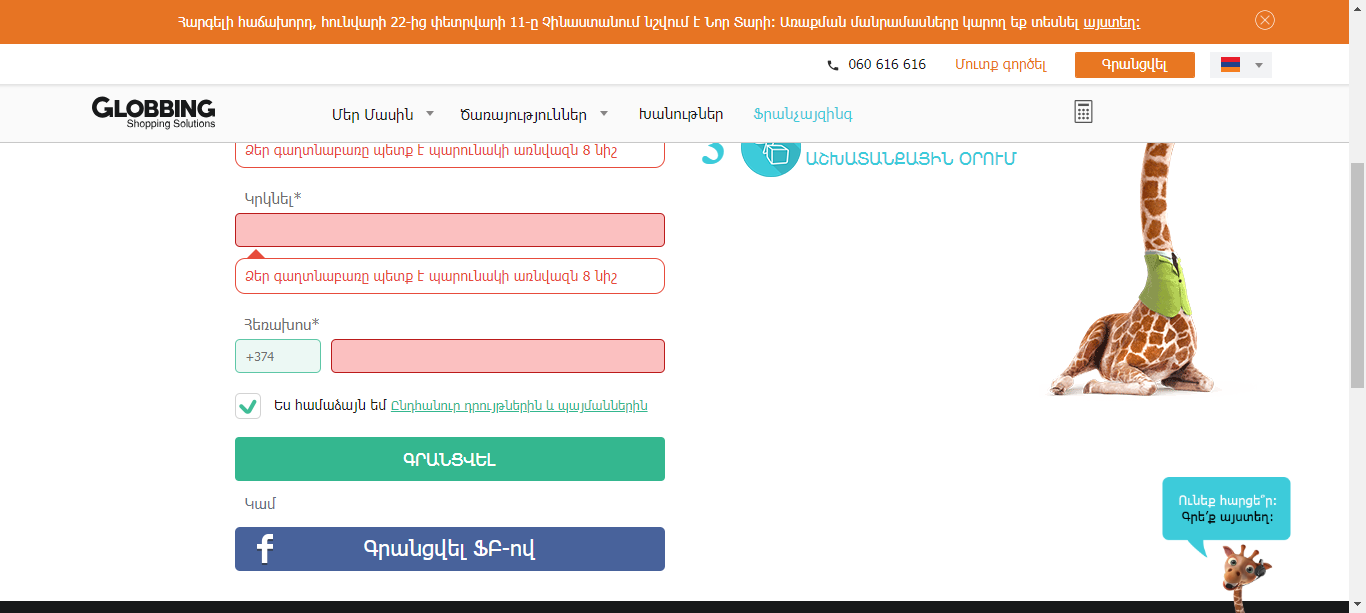 Հարգելի հաճախորդ, հունվարի 22-ից փետրվարի 11-ը Չինաստանում նշվում է Նոր Տարի: Առաքման մանրամասները կարող եք տեսնել այստեղ:
060 616 616
Մուտք գործել
Գրանցվել
GLOBBING
Shopping Solutions
Մեր Մասին
Ծառայություններ
Խանութներ
Ֆրանչայզինգ
Ձեր գաղտնաբառը պետք է պարունակի առնվազն 8 նիշ
3
ԱՇԽԱՏԱՆՔԱՅԻՆ ՕՐՈՒՄ
Կրկնել*
Ձեր գաղտնաբառը պետք է պարունակի առնվազն 8 նիշ
Հեռախոս*
+374
Ես համաձայն եմ Ընդհանուր դրույթներին և պայմաններին
ԳՐԱՆՑՎԵԼ
Կամ
f Գրանցվել ՖԲ-ով
Ունեք հարցե՞ր:
Գրե՛ք այստեղ: